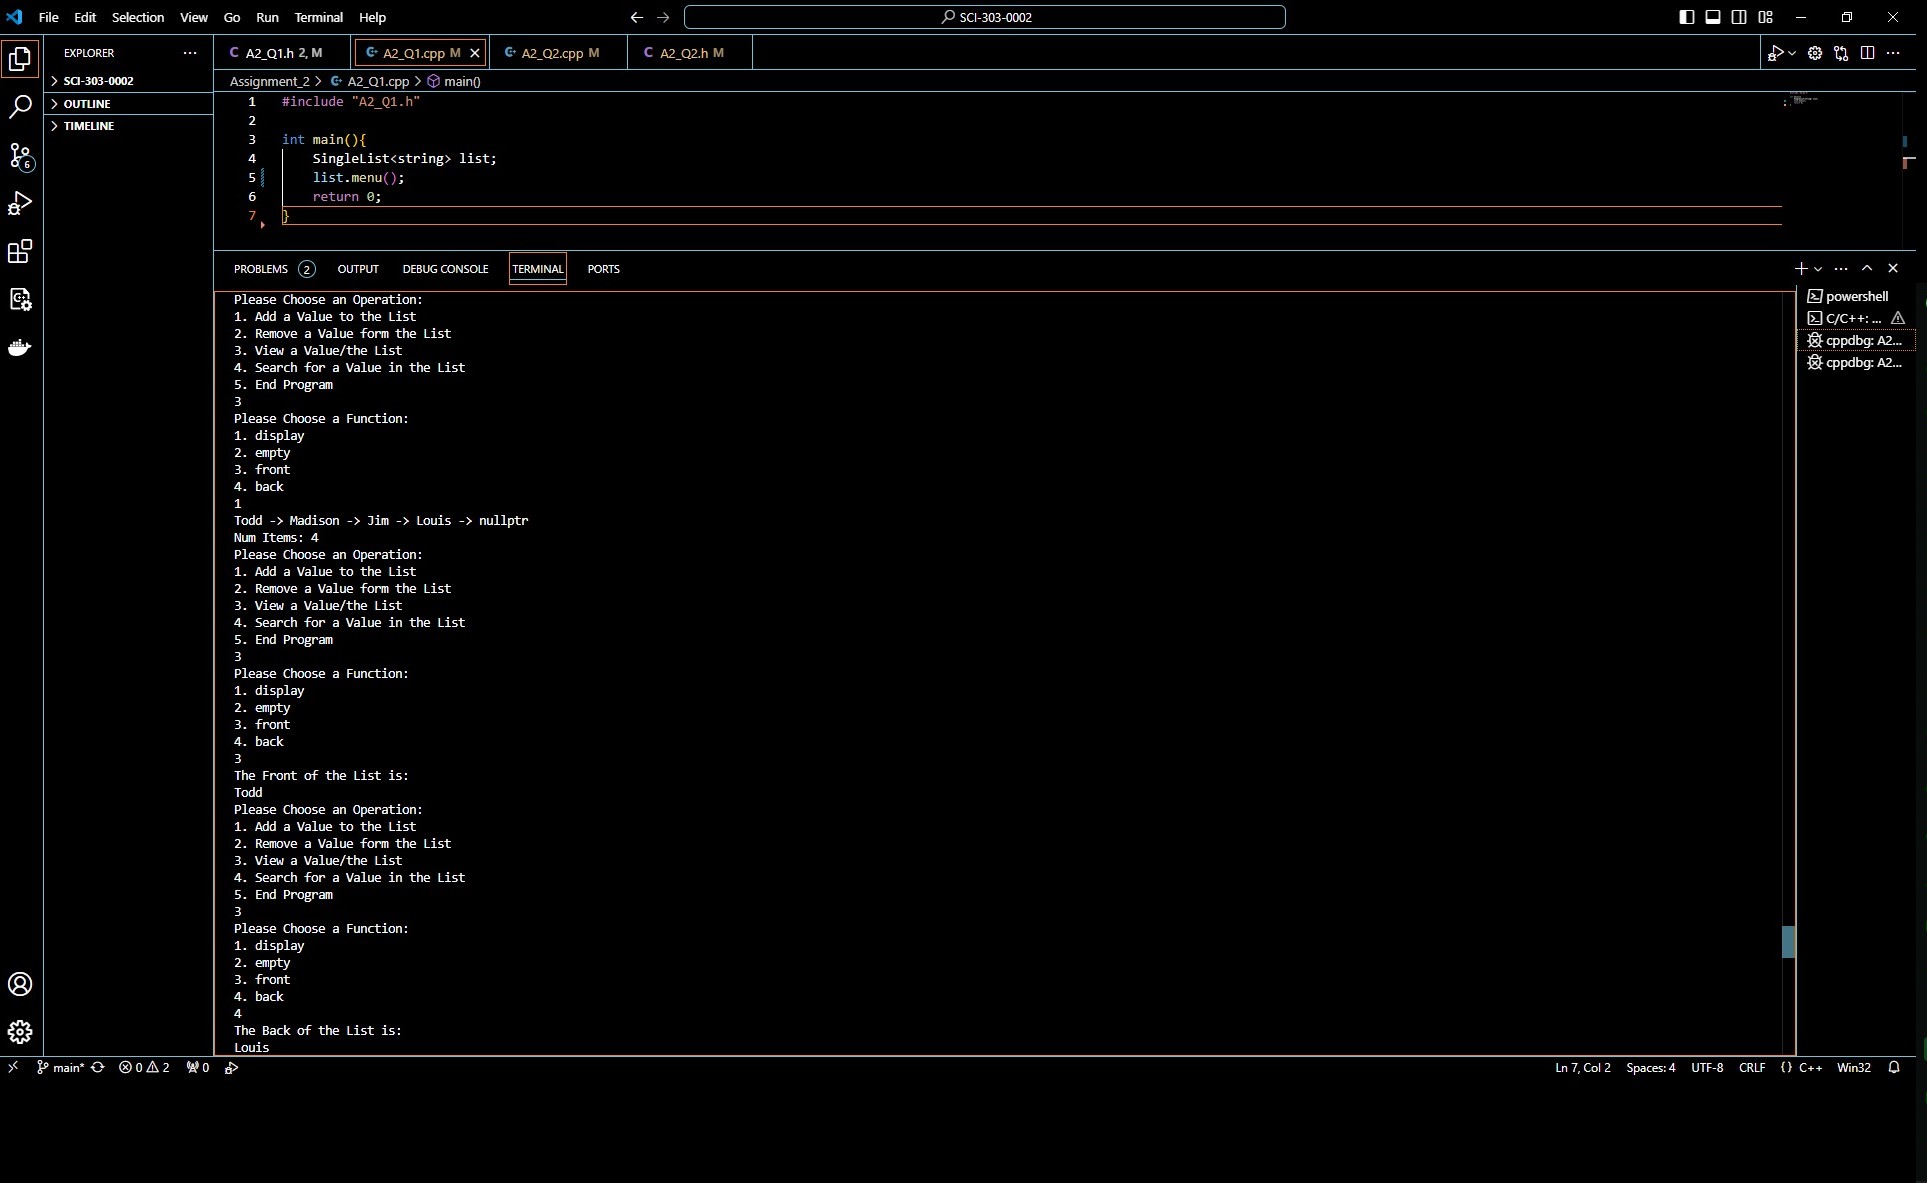 File Edit Selection View Go Run Terminal Help SCI-303-0002
EXPLORER ··· A2_Q1.h 2, M A2_Q1.cpp M A2_Q2.cpp M A2_Q2.h M
SCI-303-0002
OUTLINE
TIMELINE
Assignment_2 > A2_Q1.cpp > main()
1 #include "A2_Q1.h"
2
3 int main(){
4 SingleList<string> list;
5 list.menu();
6 return 0;
7 }
PROBLEMS 2 OUTPUT DEBUG CONSOLE TERMINAL PORTS
Please Choose an Operation:
1. Add a Value to the List
2. Remove a Value form the List
3. View a Value/the List
4. Search for a Value in the List
5. End Program
3
Please Choose a Function:
1. display
2. empty
3. front
4. back
1
Todd -> Madison -> Jim -> Louis -> nullptr
Num Items: 4
Please Choose an Operation:
1. Add a Value to the List
2. Remove a Value form the List
3. View a Value/the List
4. Search for a Value in the List
5. End Program
3
Please Choose a Function:
1. display
2. empty
3. front
4. back
3
The Front of the List is:
Todd
Please Choose an Operation:
1. Add a Value to the List
2. Remove a Value form the List
3. View a Value/the List
4. Search for a Value in the List
5. End Program
3
Please Choose a Function:
1. display
2. empty
3. front
4. back
4
The Back of the List is:
Louis
powershell
C/C++: ...
cppdbg: A2...
cppdbg: A2...
6
main* 0 2 0 Ln 7, Col 2 Spaces: 4 UTF-8 CRLF {} C++ Win32